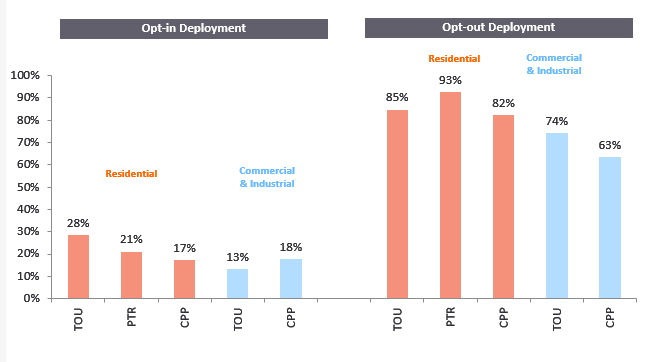 Opt-in Deployment
Opt-out Deployment
Residential
Commercial
& Industrial
Residential
Commercial
& Industrial
100%
90%
80%
70%
60%
50%
40%
30%
20%
10%
0%
28%
21%
17%
13%
18%
85%
93%
82%
74%
63%
TOU
PTR
CPP
TOU
CPP
TOU
PTR
CPP
TOU
CPP